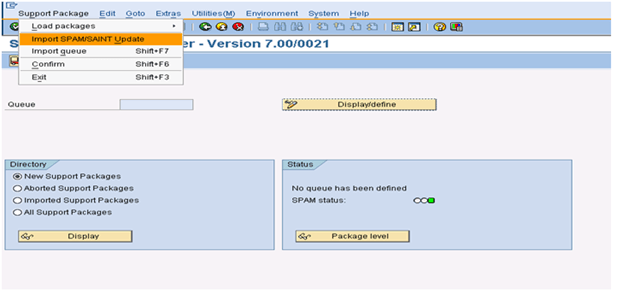 Support Package Edit Goto Extras Utilities(M) Environment System Help
Load packages
Import SPAM/SAINT Update
Import queue Shift+F7
Confirm Shift+F6
Exit Shift+F3
S er - Version 7.00/0021
Queue
Display/define
Directory
New Support Packages
Aborted Support Packages
Imported Support Packages
All Support Packages
Display
Status
No queue has been defined
SPAM status:
Package level